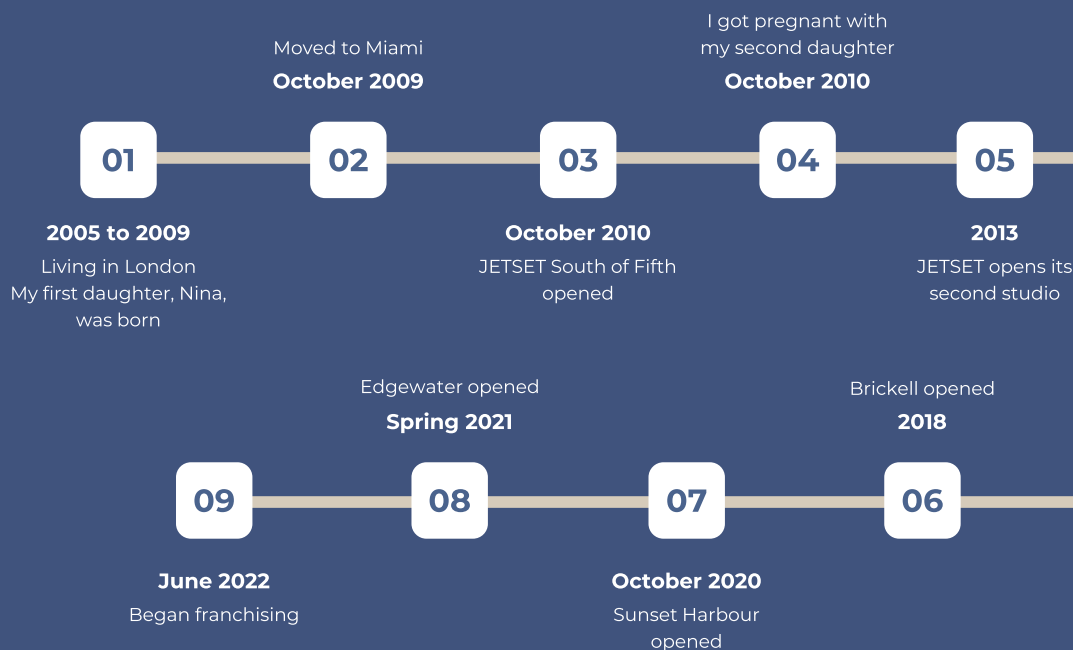 01
2005 to 2009
Living in London
My first daughter, Nina,
was born
Moved to Miami
October 2009
02
03
October 2010
JETSET South of Fifth
opened
I got pregnant with
my second daughter
October 2010
04
05
2013
JETSET opens its
second studio
Brickell opened
2018
06
07
October 2020
Sunset Harbour
opened
Edgewater opened
Spring 2021
08
09
June 2022
Began franchising